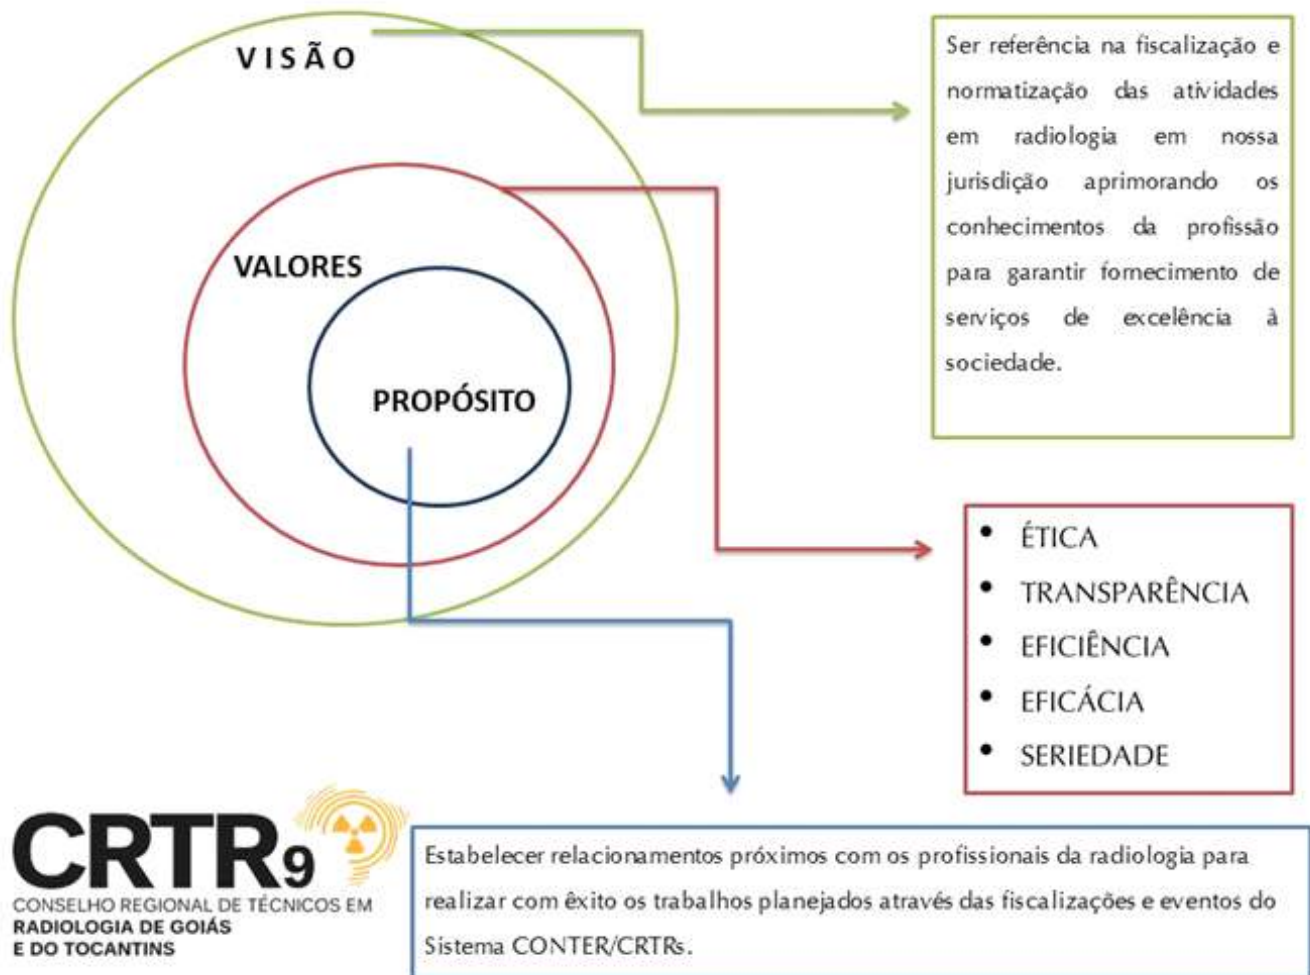 VISÃO
Ser referência na fiscalização e
normatização das atividades
em radiologia em nossa
jurisdição aprimorando os
conhecimentos da profissão
para garantir fornecimento de
serviços de excelência à
sociedade.
VALORES
PROPÓSITO
• ÉTICA
• TRANSPARÊNCIA
• EFICIÊNCIA
• EFICÁCIA
• SERIEDADE
CRTR9
CONSELHO REGIONAL DE TÉCNICOS EM
RADIOLOGIA DE GOIÁS
E DO TOCANTINS
Estabelecer relacionamentos próximos com os profissionais da radiologia para
realizar com êxito os trabalhos planejados através das fiscalizações e eventos do
Sistema CONTER/CRTRs.